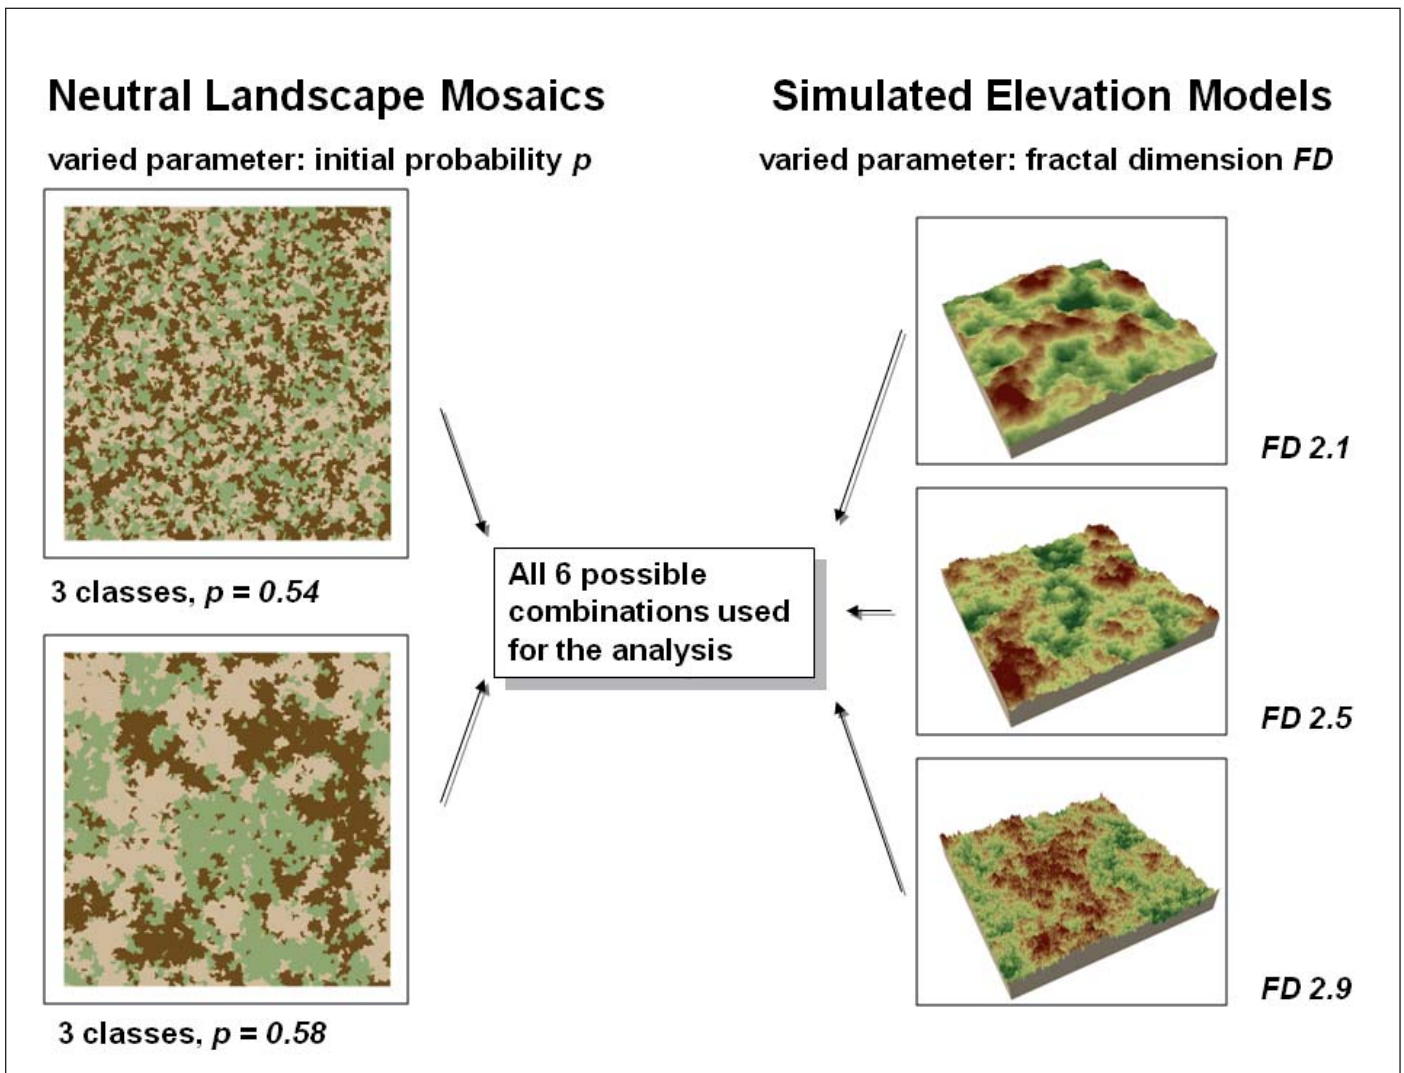 Neutral Landscape Mosaics
varied parameter: initial probability p
3 classes, p = 0.54
3 classes, p = 0.58
All 6 possible
combinations used
for the analysis
Simulated Elevation Models
varied parameter: fractal dimension FD
FD 2.1
FD 2.5
FD 2.9